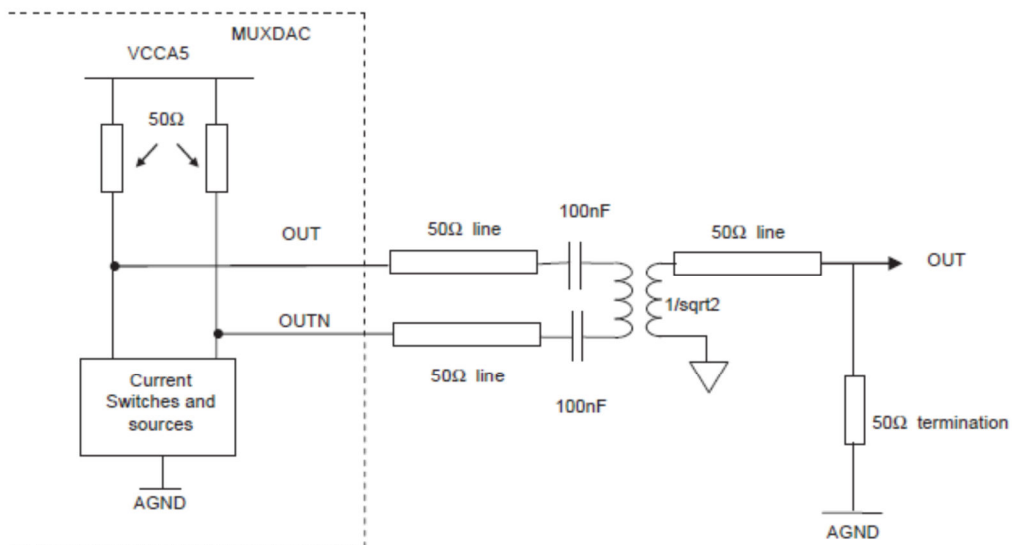 MUXDAC
VCCA5
50Ω
100nF
50Ω line
50Ω line
OUT
OUT
1/sqrt2
OUTN
50Ω line
Current
Switches and
sources
100nF
50Ω termination
AGND
AGND